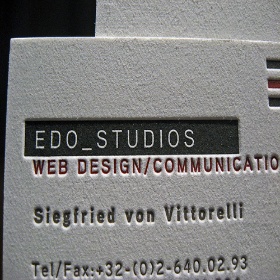 EDO_STUDIOS
WEB DESIGN/COMMUNICATIO
Siegfried von Vittorelli
Tel/Fax:+32-(0)2-640.02.93